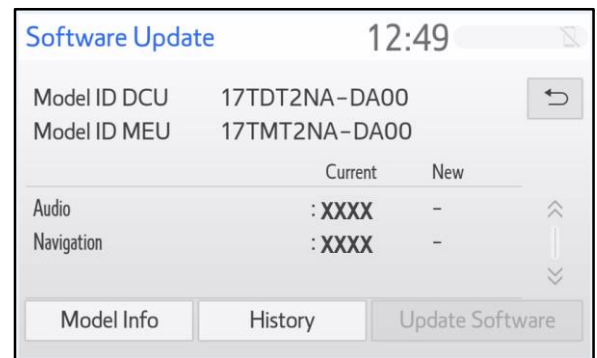 Software Update 12:49
Model ID DCU 17TDT2NA-DA00
Model ID MEU 17TMT2NA-DA00
Current New
Audio : XXXX -
Navigation : XXXX -
Model Info History Update Software